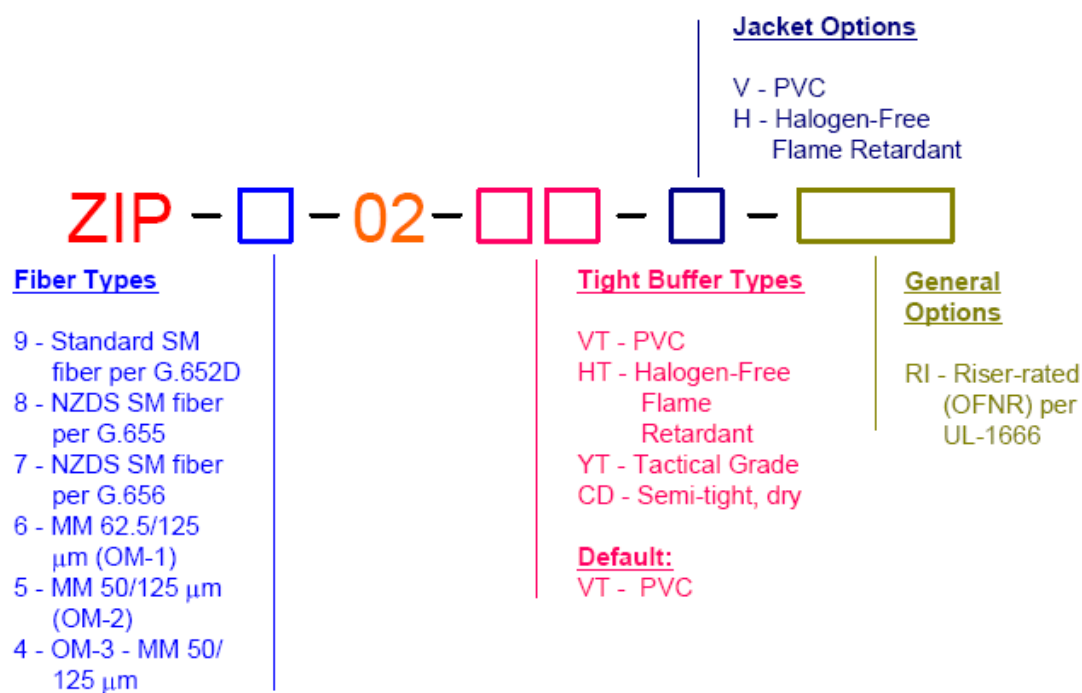 Jacket Options
V - PVC
H - Halogen-Free
Flame Retardant
ZIP - - 02 - - -
Fiber Types
9 - Standard SM
fiber per G.652D
8 - NZDS SM fiber
per G.655
7 - NZDS SM fiber
per G.656
6 - MM 62.5/125
μm (OM-1)
5 - MM 50/125 μm
(OM-2)
4 - OM-3 - MM 50/
125 μm
Tight Buffer Types
VT - PVC
HT - Halogen-Free
Flame
Retardant
YT - Tactical Grade
CD - Semi-tight, dry
Default:
VT - PVC
General
Options
RI - Riser-rated
(OFNR) per
UL-1666